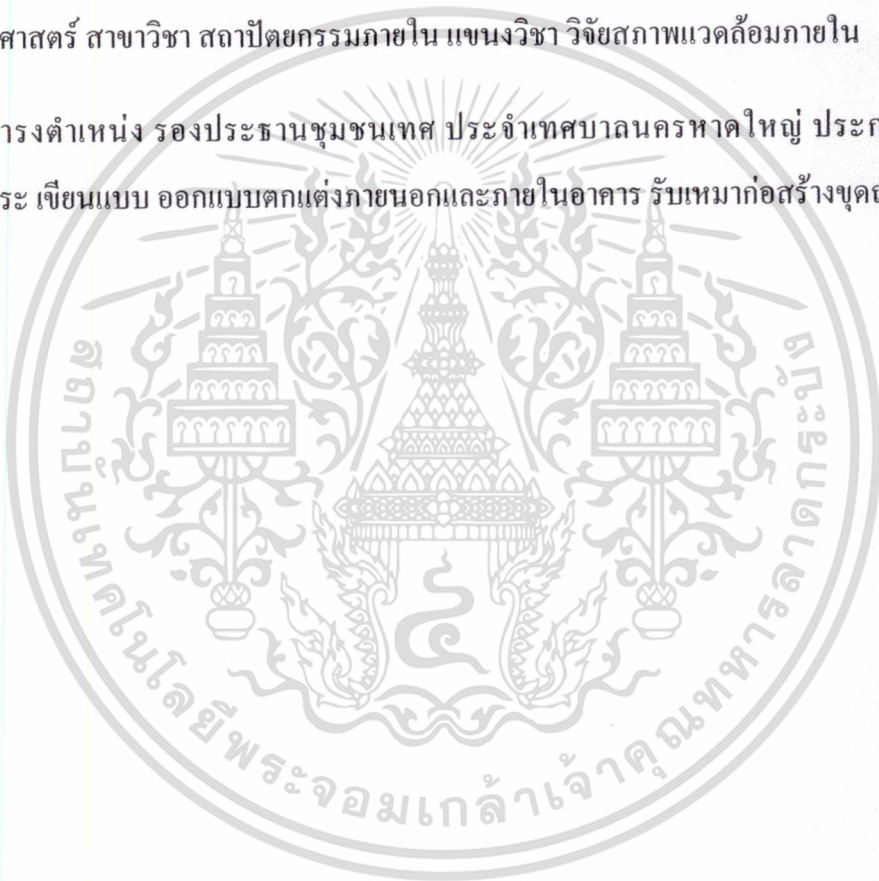 ศาสตร์ สาขาวิชา สถาปัตยกรรมภายใน แขนงวิชา วิจัยสภาพแวดล้อมภายใน
ารงตำแหน่ง รองประธานชุมชนเทศ ประจำเทศบาลนครหาดใหญ่
ระ เขียนแบบ ออกแบบตกแต่งภายนอกและภายในอาคาร รับเหมาก่อสร้างขุดถ
สถาบันเทคโนโลยีพระจอมเกล้าเจ้าคุณทหารลาดกระบัง